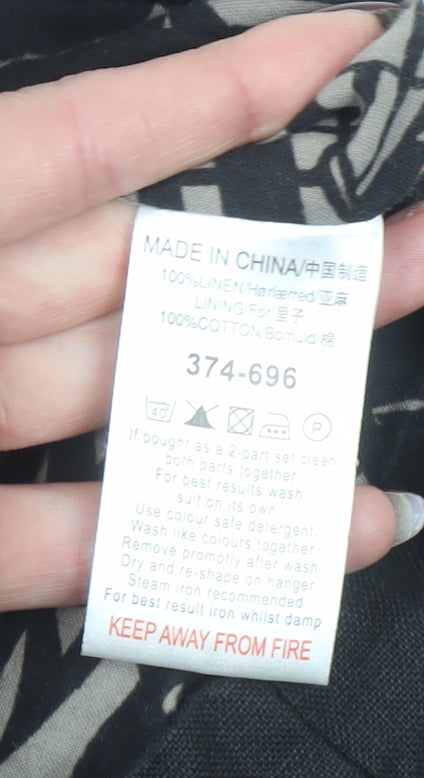 MADE IN CHINA/中国制造
100%LINEN/Hørlærred/亚麻
LINING/For 里子
100%COTTON Bomuld 棉
374-696
40
P
If bought as a 2-part set clean
both parts together
For best results wash
suit on its own
Use colour safe detergent
Wash like colours together
Remove promotly after wash
Dry and re-shape on hanger
Steam iron recommended
For best result iron whilst damp
KEEP AWAY FROM FIRE